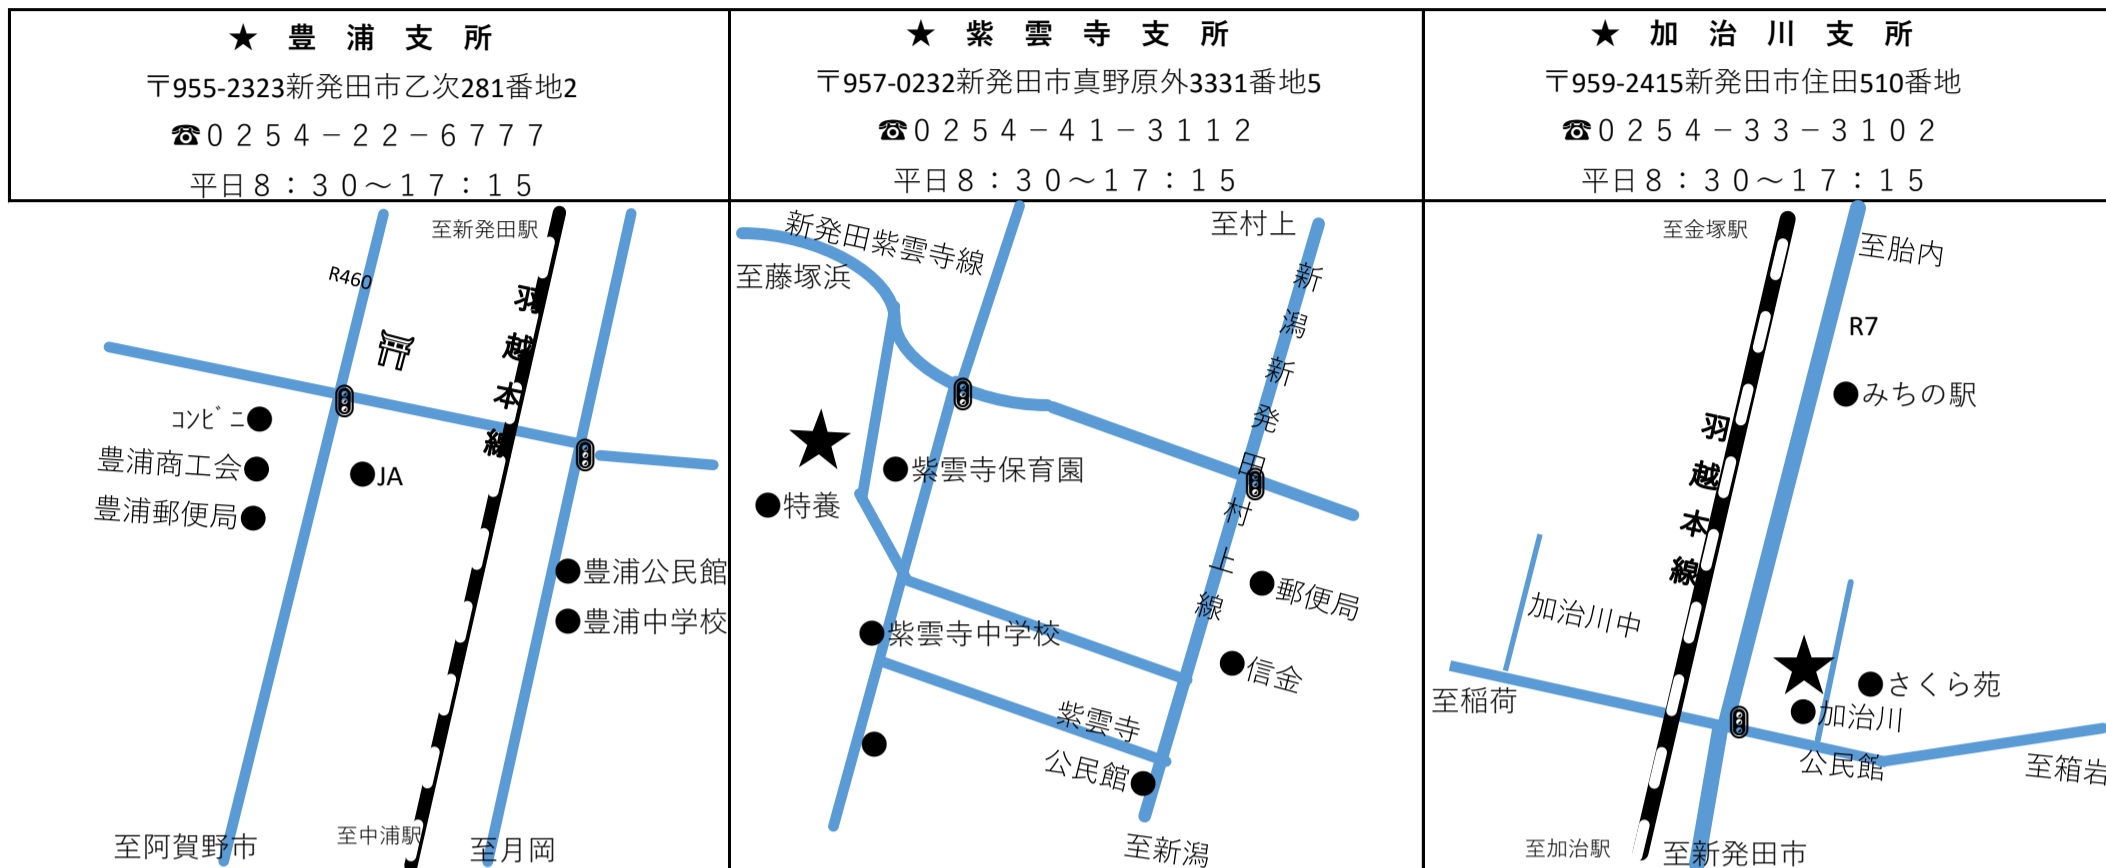 ★ 豊 浦 支 所
〒955-2323新発田市乙次281番地2
☎０２５４－２２－６７７７
平日８：３０～１７：１５
★ 紫 雲 寺 支 所
〒957-0232新発田市真野原外3331番地5
☎０２５４－４１－３１１２
平日８：３０～１７：１５
★ 加 治 川 支 所
〒959-2415新発田市住田510番地
☎０２５４－３３－３１０２
平日８：３０～１７：１５
至新発田駅
R460
羽越本線
ｺﾝﾋﾞﾆ
豊浦商工会
JA
豊浦郵便局
豊浦公民館
豊浦中学校
至阿賀野市
至中浦駅
至月岡
新発田紫雲寺線
至村上
至藤塚浜
新潟新発田村上線
紫雲寺保育園
特養
郵便局
紫雲寺中学校
信金
紫雲寺
公民館
至新潟
至金塚駅
至胎内
R7
みちの駅
羽越本線
加治川中
さくら苑
至稲荷
加治川
公民館
至箱岩
至加治駅
至新発田市